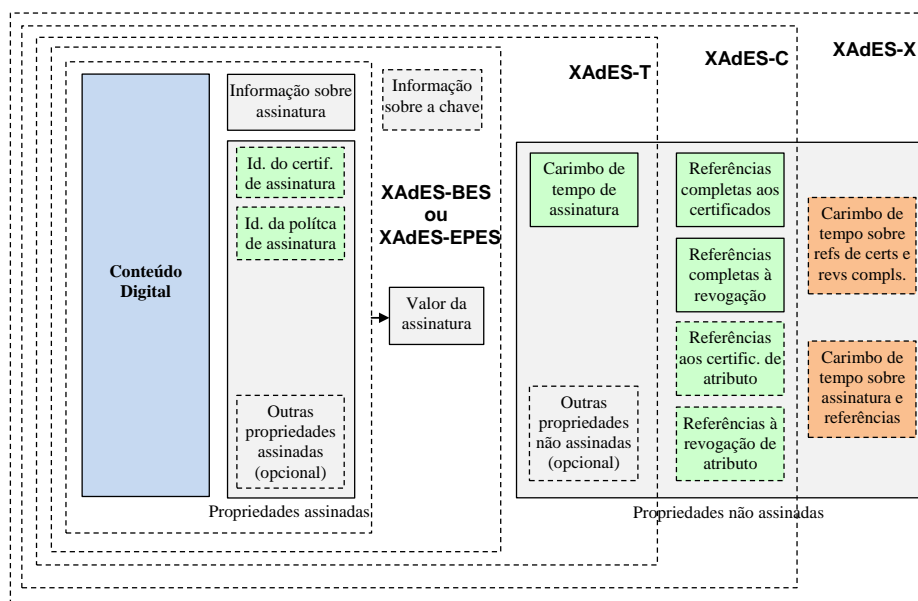 XAdES-T
XAdES-C
XAdES-X
Conteúdo
Digital
Informação sobre
assinatura
Id. do certif.
de assinatura
Id. da polítca
de assinatura
Outras
propriedades
assinadas
(opcional)
Propriedades assinadas
Informação
sobre a chave
XAdES-BES
ou
XAdES-EPES
Valor da
assinatura
Carimbo de
tempo de
assinatura
Outras
propriedades
não assinadas
(opcional)
Referências
completas aos
certificados
Referências
completas à
revogação
Referências
aos certific. de
atributo
Referências à
revogação de
atributo
Carimbo de
tempo sobre
refs de certs e
revs compls.
Carimbo de
tempo sobre
assinatura e
referências
Propriedades não assinadas